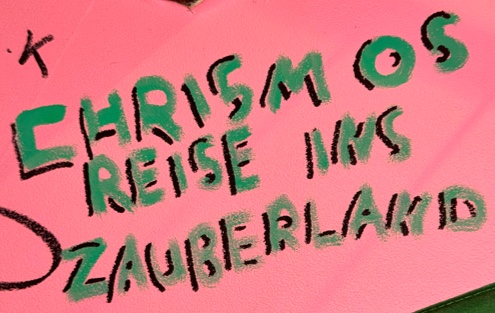 K
CHRISMOS
REISE INS
ZAUBERLAND